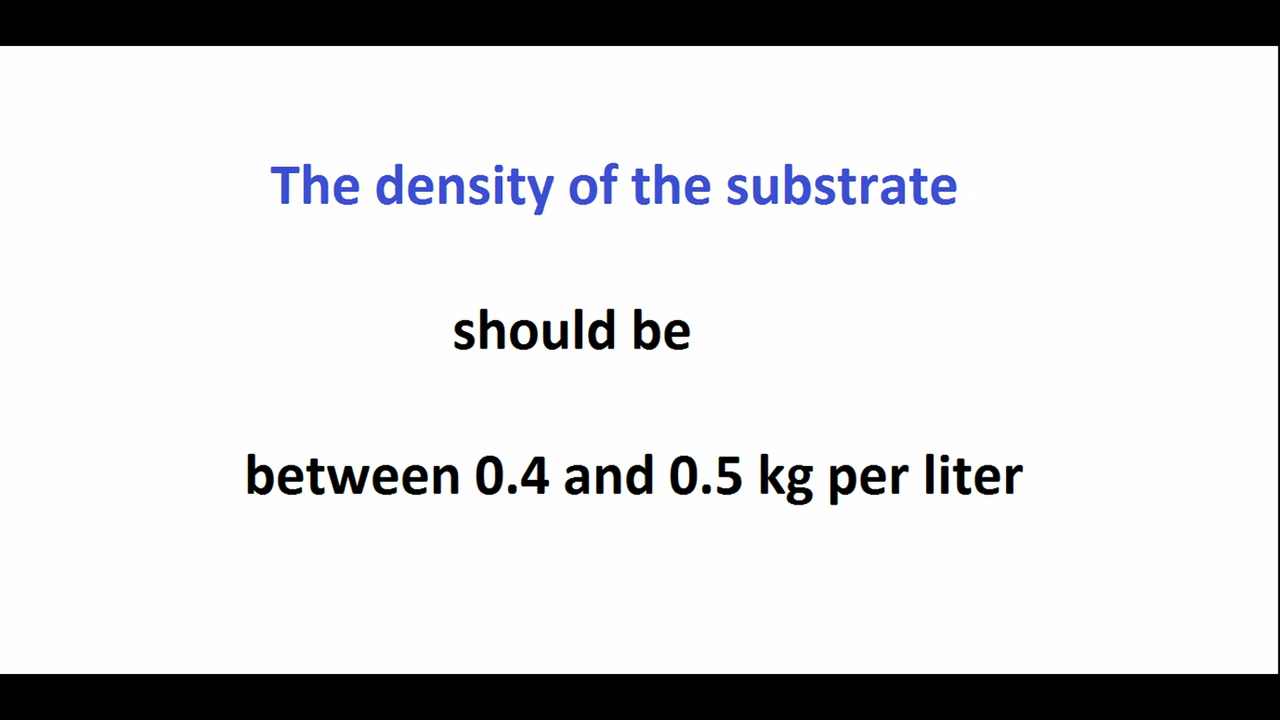 The density of the substrate
should be
between 0.4 and 0.5 kg per liter